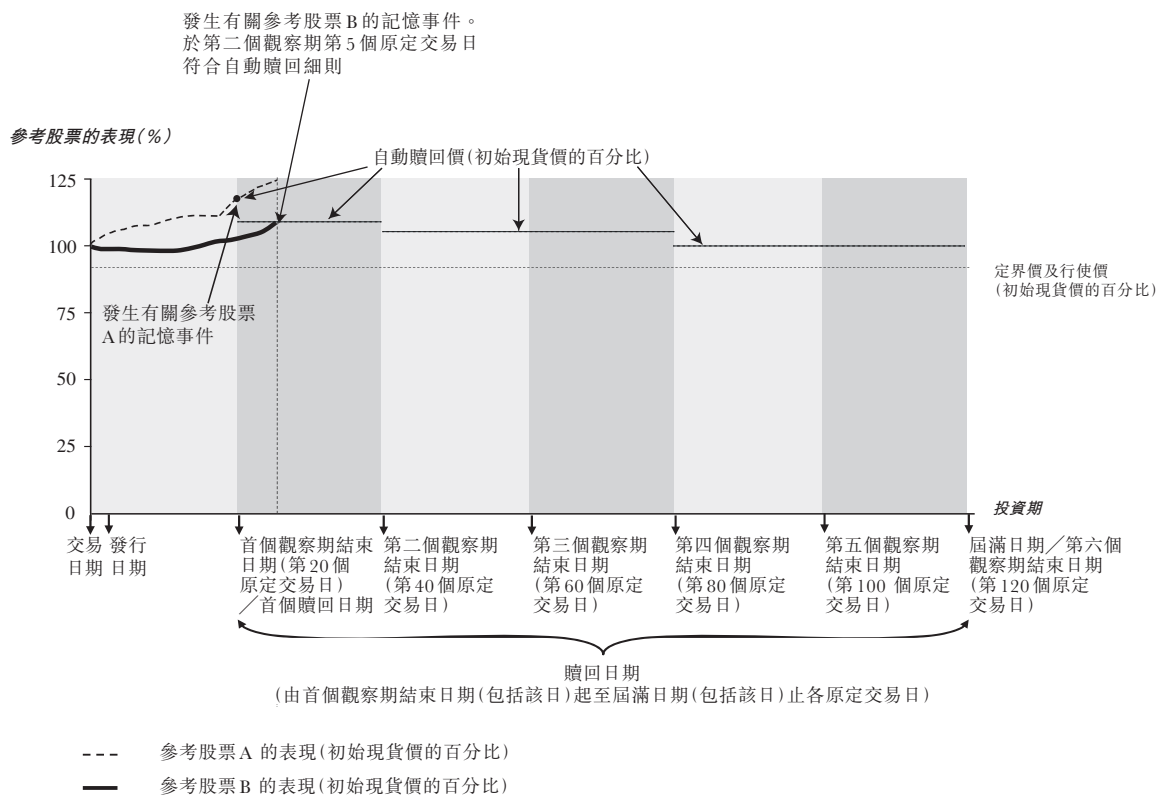 發生有關參考股票B的記憶事件。
於第二個觀察期第5個原定交易日
符合自動贖回細則
參考股票的表現(%)
自動贖回價(初始現貨價的百分比)
125
100
75
50
25
0
定界價及行使價
(初始現貨價的百分比)
發生有關參考股票
A的記憶事件
投資期
交易
日期
發行
日期
首個觀察期結束
日期(第20個
原定交易日)
／首個贖回日期
第二個觀察期
結束日期
(第40個原定
交易日)
第三個觀察期
結束日期
(第60個原定
交易日)
第四個觀察期
結束日期
(第80個原定
交易日)
第五個觀察期
結束日期
(第100 個原定
交易日)
屆滿日期／第六個
觀察期結束日期
(第120個原定
交易日)
贖回日期
(由首個觀察期結束日期(包括該日)起至屆滿日期(包括該日)止各原定交易日)
參考股票A 的表現(初始現貨價的百分比)
參考股票B 的表現(初始現貨價的百分比)